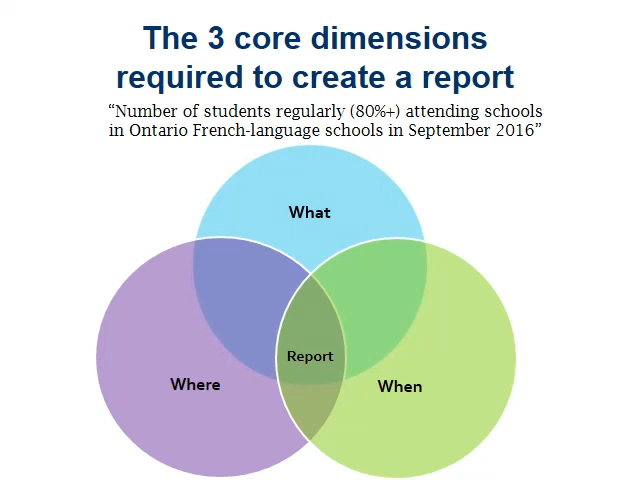 The 3 core dimensions
required to create a report
“Number of students regularly (80%+) attending schools
in Ontario French-language schools in September 2016”
What
Report
Where
When